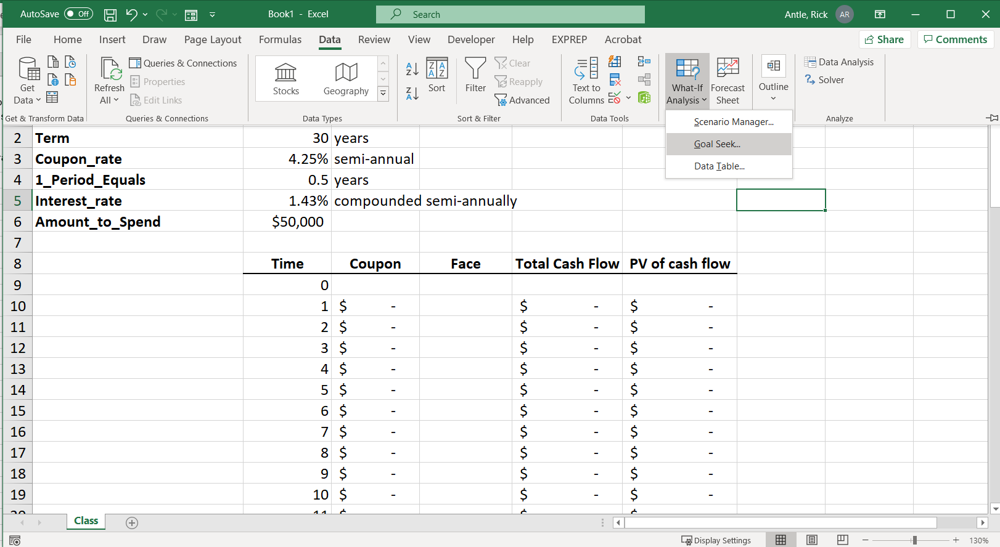 AutoSave Off Book1 - Excel Search Antle, Rick AR
File Home Insert Draw Page Layout Formulas Data Review View Developer Help EXPREP Acrobat Share Comments
Get Data
Refresh All
Queries & Connections
Properties
Edit Links
Stocks Geography
Sort
Filter
Clear
Reapply
Advanced
Text to Columns
What-If Analysis
Forecast Sheet
Outline
Data Analysis
Solver
Get & Transform Data Queries & Connections Data Types Sort & Filter Data Tools Analyze
Scenario Manager...
Goal Seek...
Data Table...
2 Term 30 years
3 Coupon_rate 4.25% semi-annual
4 1_Period_Equals 0.5 years
5 Interest_rate 1.43% compounded semi-annually
6 Amount_to_Spend $50,000
7
8 Time Coupon Face Total Cash Flow PV of cash flow
9 0
10 1 $ - $ - $ -
11 2 $ - $ - $ -
12 3 $ - $ - $ -
13 4 $ - $ - $ -
14 5 $ - $ - $ -
15 6 $ - $ - $ -
16 7 $ - $ - $ -
17 8 $ - $ - $ -
18 9 $ - $ - $ -
19 10 $ - $ - $ -
Class
Display Settings 130%